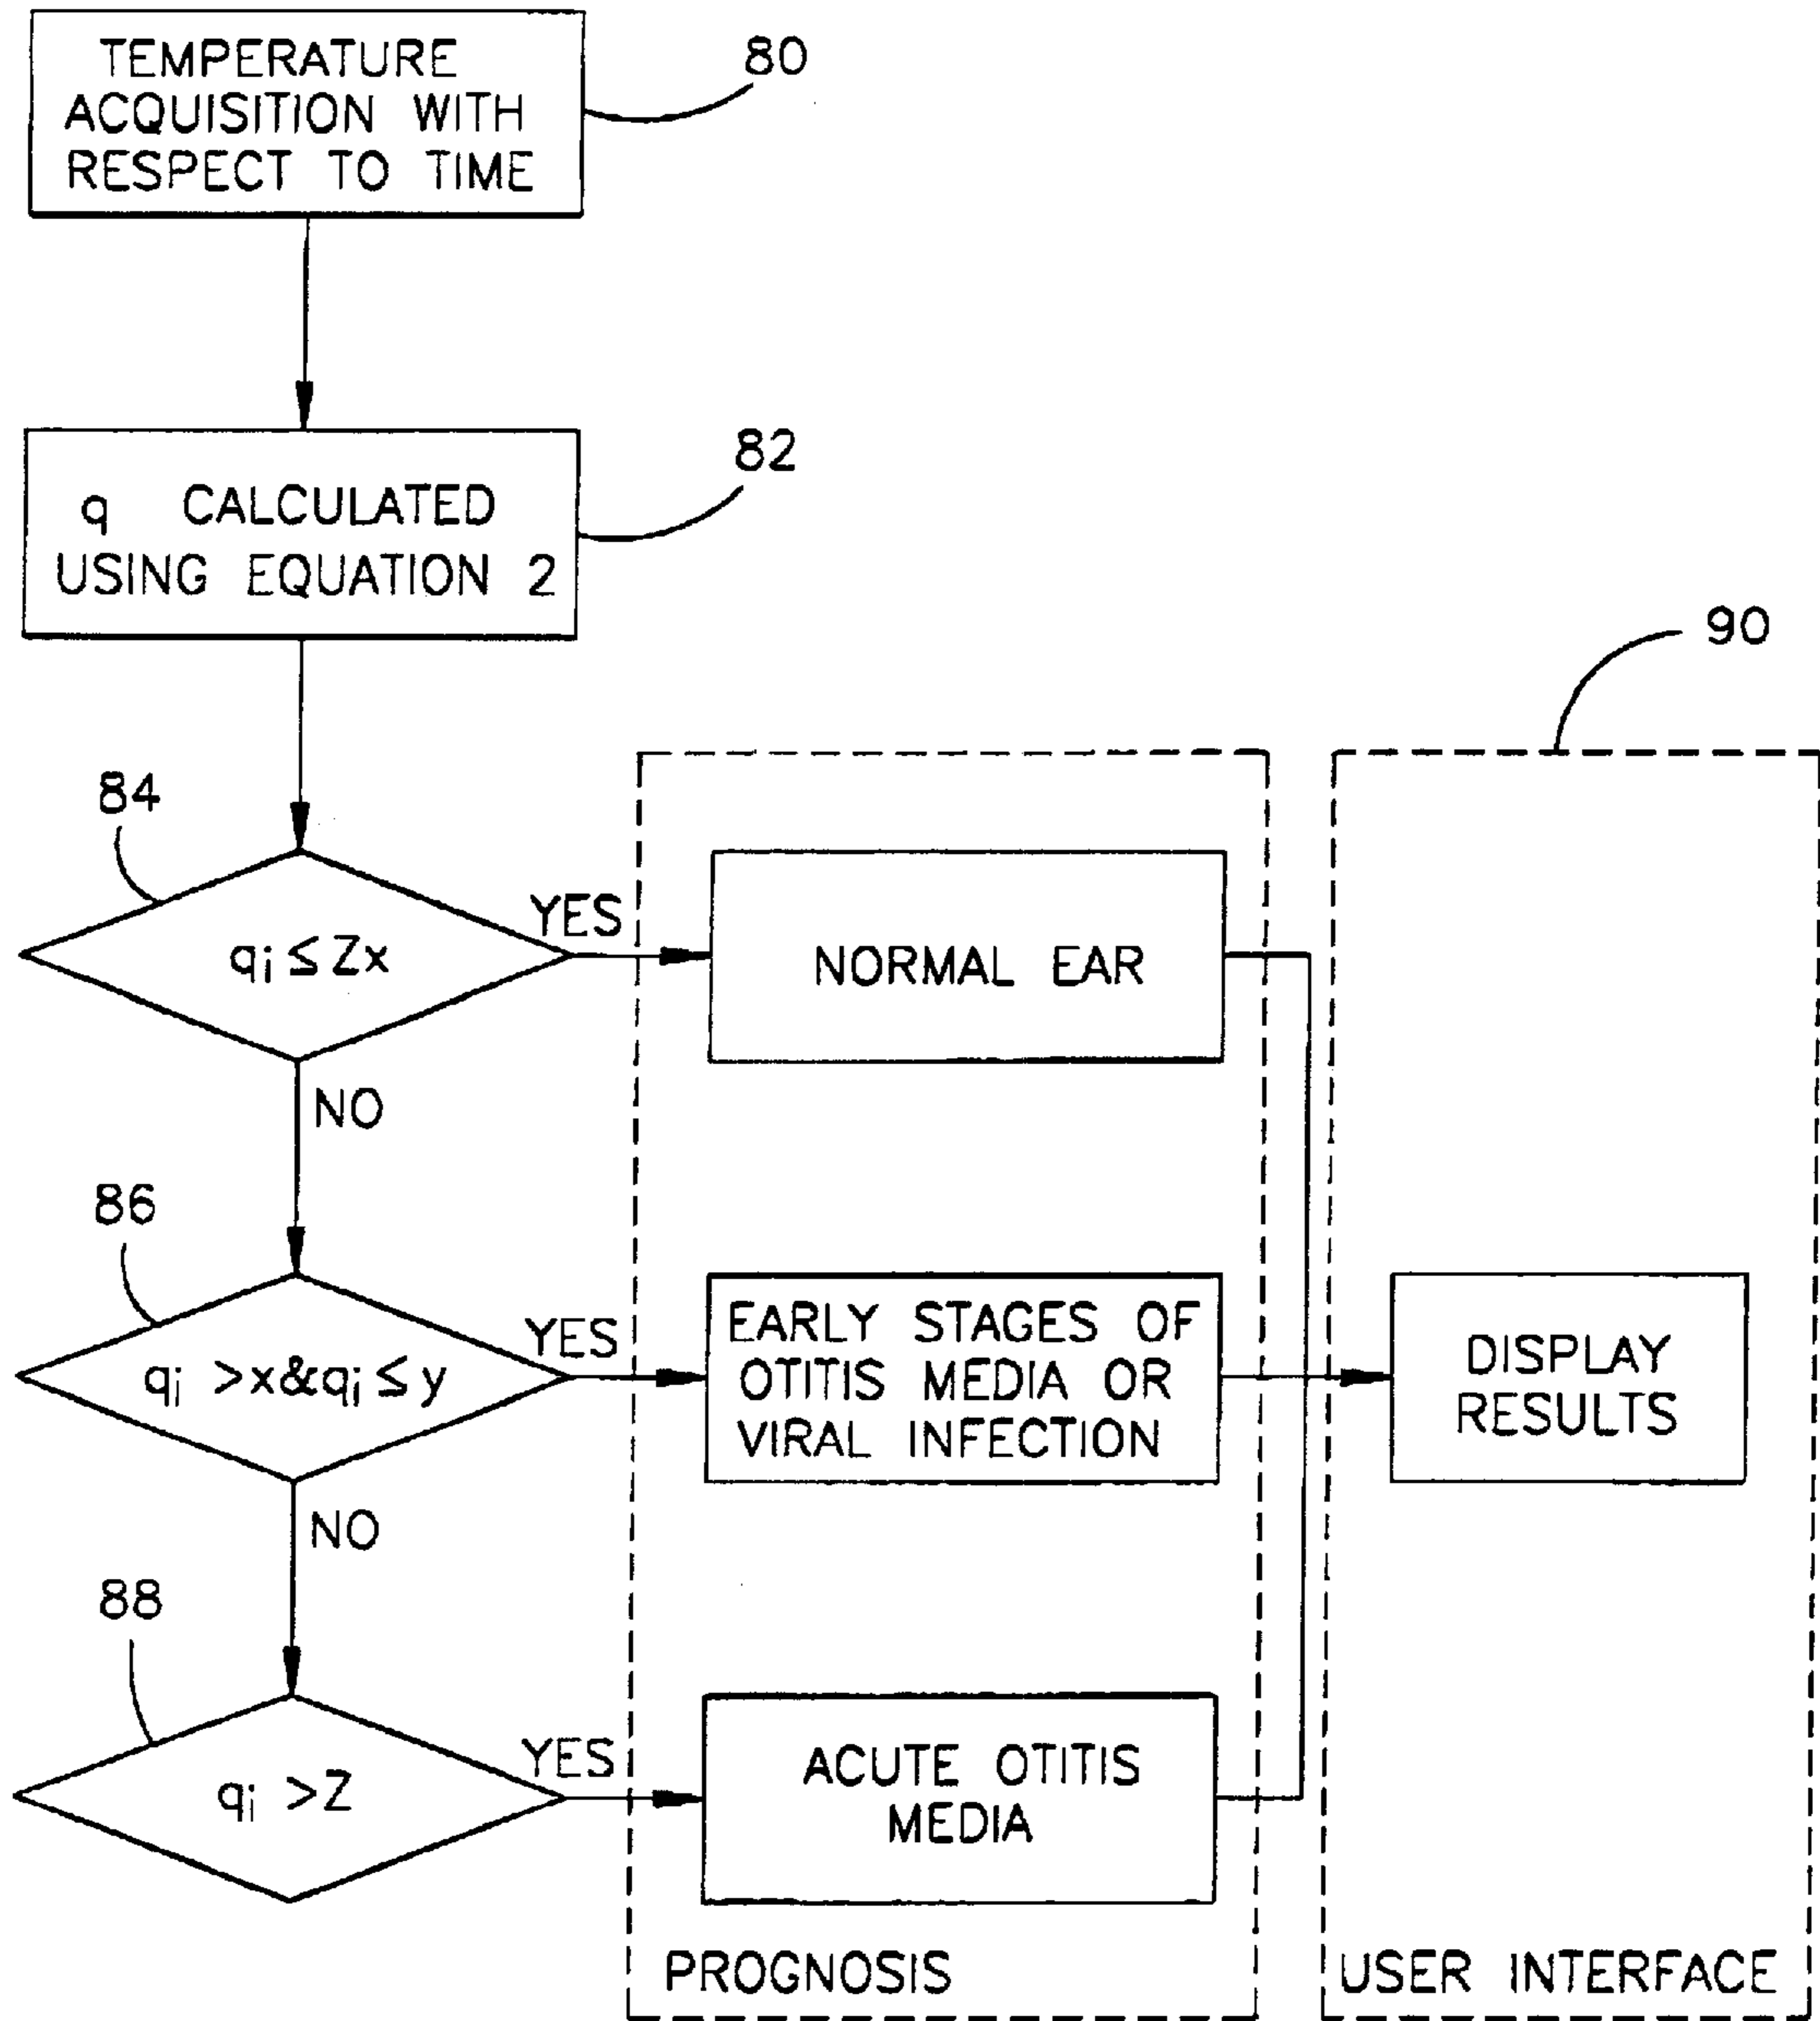 TEMPERATURE
ACQUISITION WITH
RESPECT TO TIME
80
q CALCULATED
USING EQUATION 2
82
90
84
qi ≤ Zx
YES
NORMAL EAR
NO
86
qi >x&qi ≤ y
YES
EARLY STAGES OF
OTITIS MEDIA OR
VIRAL INFECTION
DISPLAY
RESULTS
NO
88
qi >Z
YES
ACUTE OTITIS
MEDIA
PROGNOSIS
USER INTERFACE